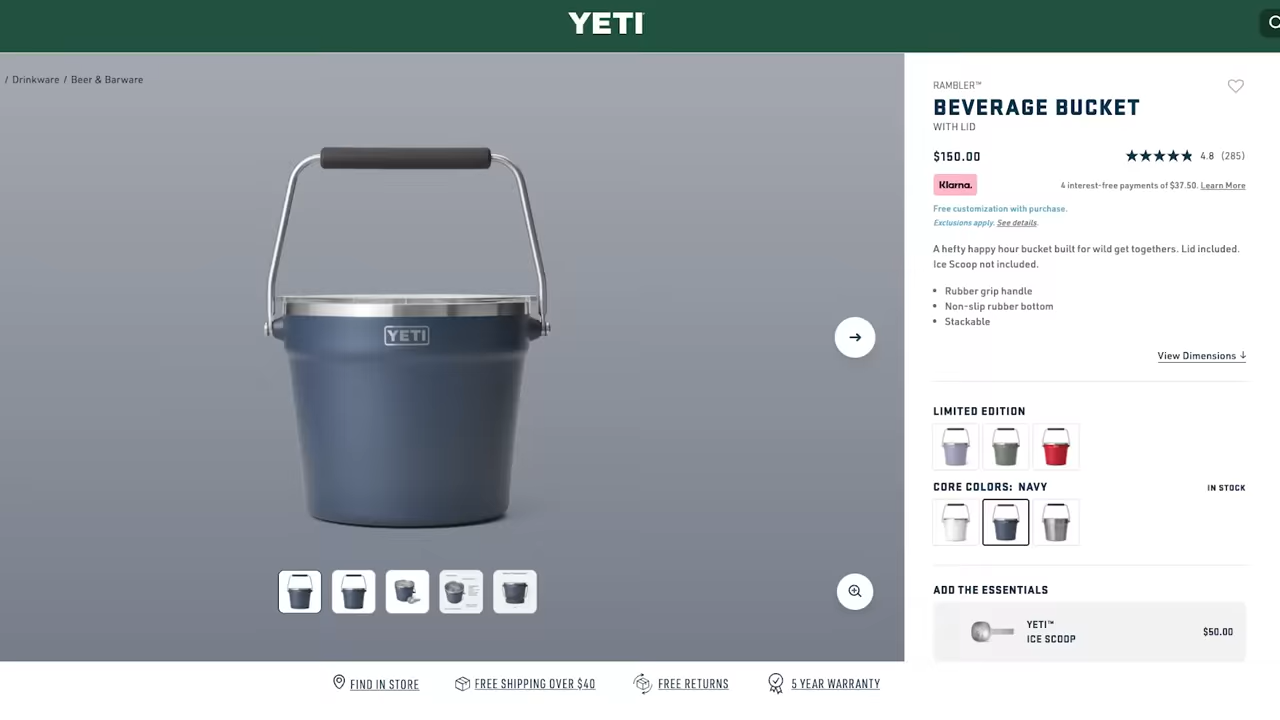 YETI
/ Drinkware / Beer & Barware
YETI
RAMBLER™
BEVERAGE BUCKET
WITH LID
$150.00
4.8 (285)
Klarna.
4 interest-free payments of $37.50. Learn More
Free customization with purchase.
Exclusions apply. See details.
A hefty happy hour bucket built for wild get togethers. Lid included.
Ice Scoop not included.
Rubber grip handle
Non-slip rubber bottom
Stackable
View Dimensions
LIMITED EDITION
CORE COLORS: NAVY
IN STOCK
ADD THE ESSENTIALS
YETI™
ICE SCOOP
$50.00
FIND IN STORE
FREE SHIPPING OVER $40
FREE RETURNS
5 YEAR WARRANTY